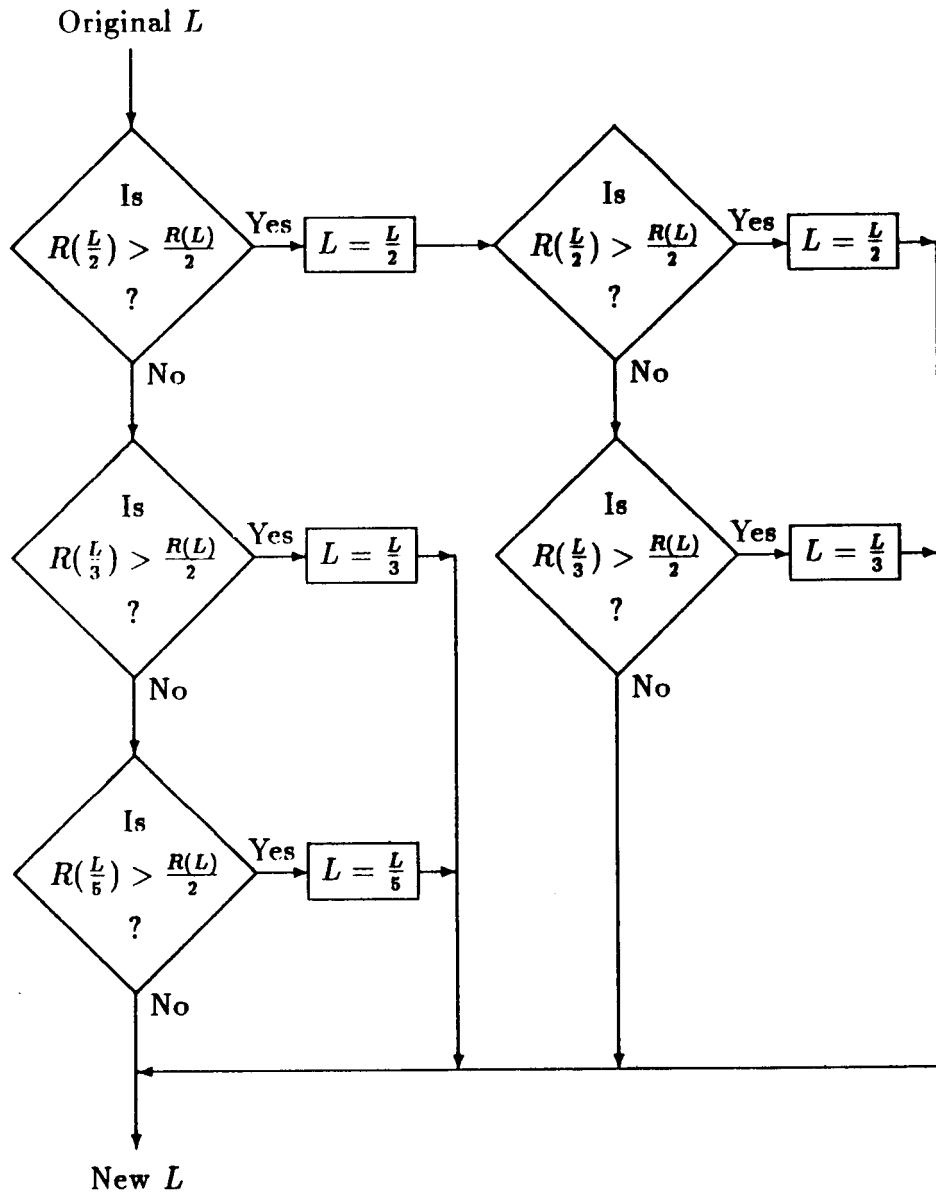 Original L
Is
R(L/2) > R(L)/2
?
Yes
L = L/2
No
Is
R(L/2) > R(L)/2
?
Yes
L = L/2
No
Is
R(L/3) > R(L)/2
?
Yes
L = L/3
No
Is
R(L/3) > R(L)/2
?
Yes
L = L/3
No
Is
R(L/5) > R(L)/2
?
Yes
L = L/5
No
New L